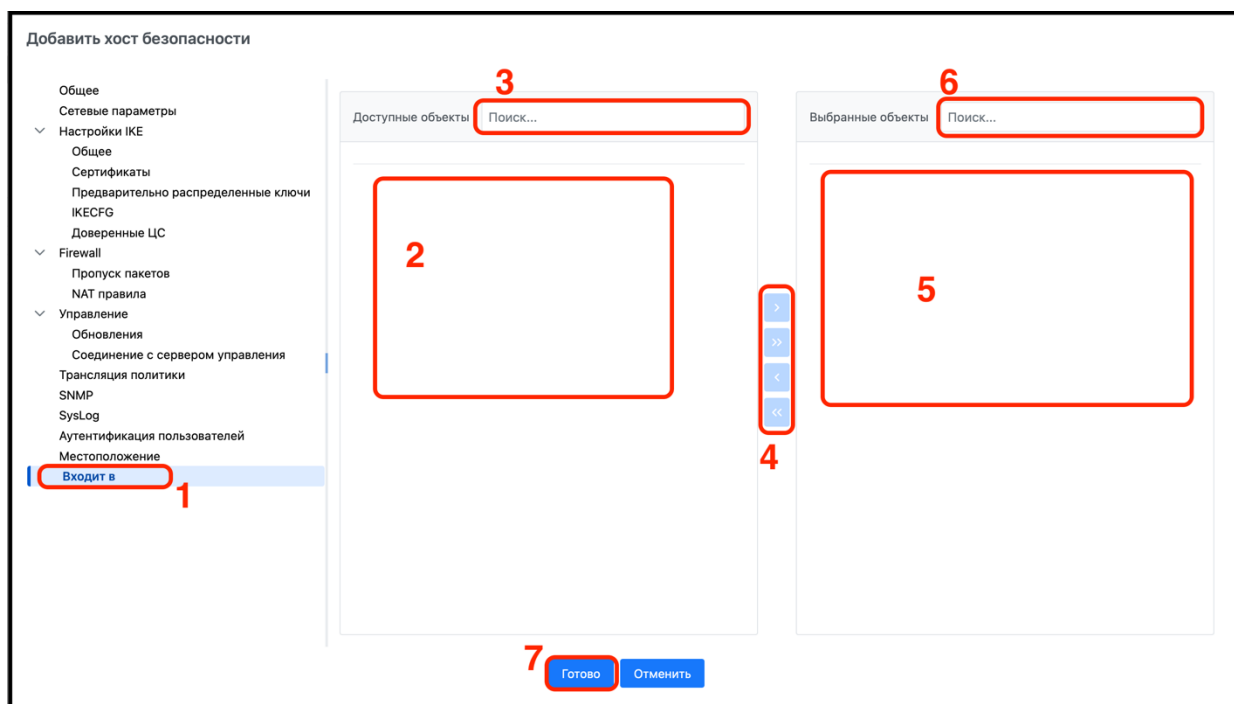 Добавить хост безопасности
Общее
Сетевые параметры
Настройки IKE
Общее
Сертификаты
Предварительно распределенные ключи
IKECFG
Доверенные ЦС
Firewall
Пропуск пакетов
NAT правила
Управление
Обновления
Соединение с сервером управления
Трансляция политики
SNMP
SysLog
Аутентификация пользователей
Местоположение
Входит в
1
3
Доступные объекты Поиск...
2
>
>>
<
<<
4
6
Выбранные объекты Поиск...
5
7
Готово Отменить